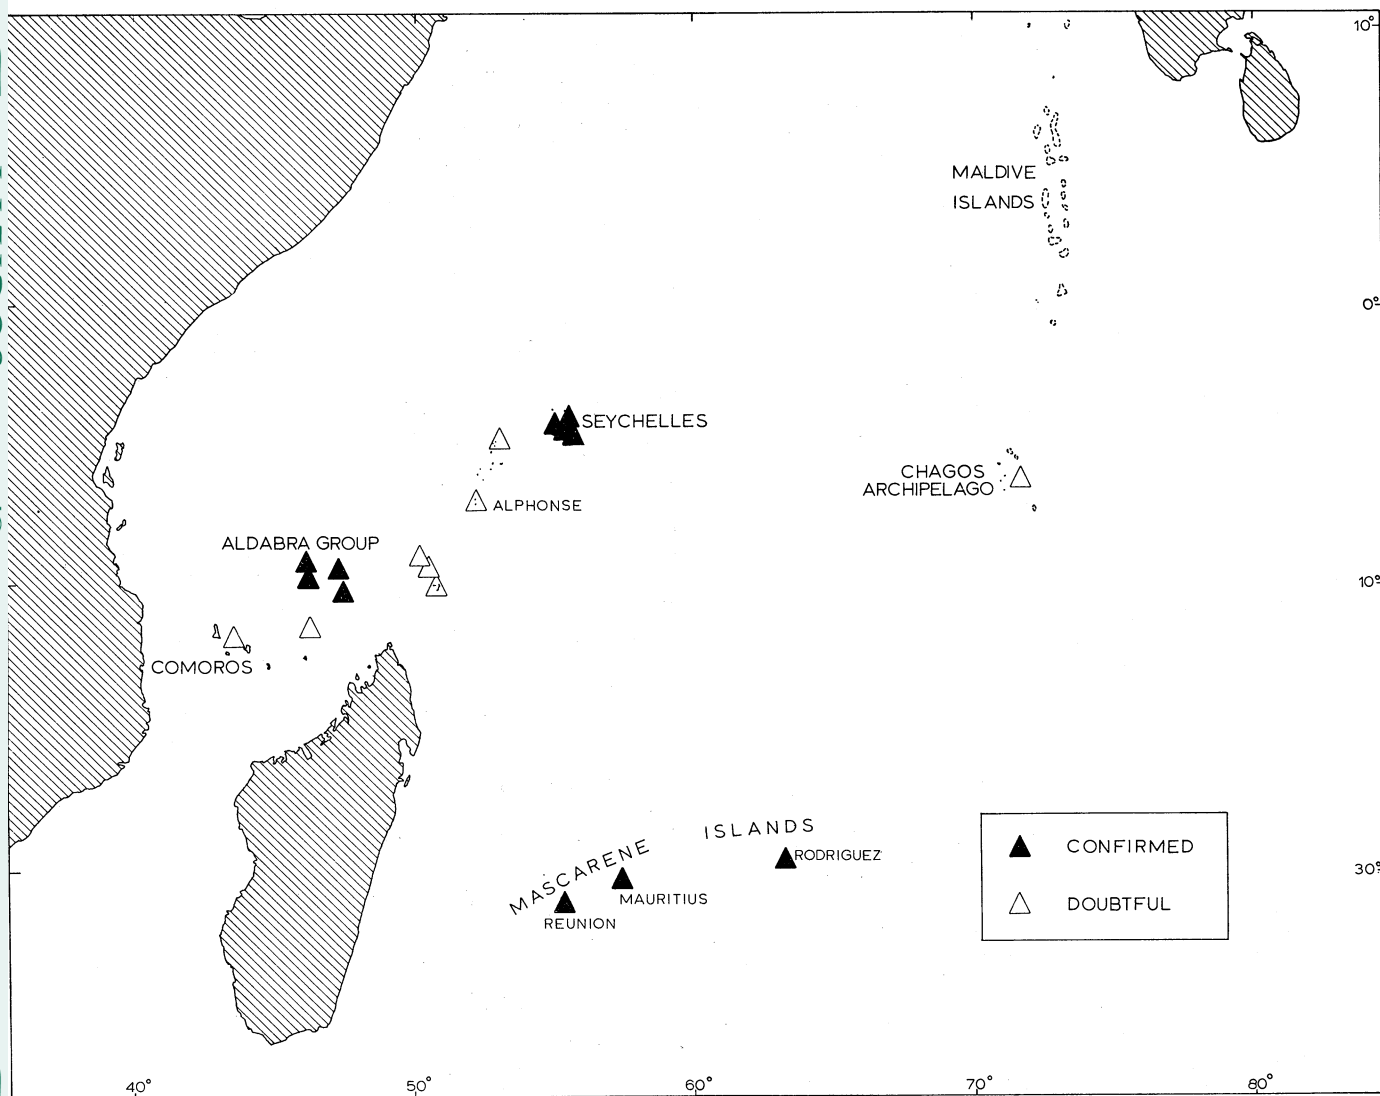 10°
MALDIVE
ISLANDS
0°
SEYCHELLES
CHAGOS
ARCHIPELAGO
ALPHONSE
ALDABRA GROUP
10°
COMOROS
ISLANDS
MASCARENE
RODRIGUEZ
CONFIRMED
30°
MAURITIUS
DOUBTFUL
REUNION
40°
50°
60°
70°
80°